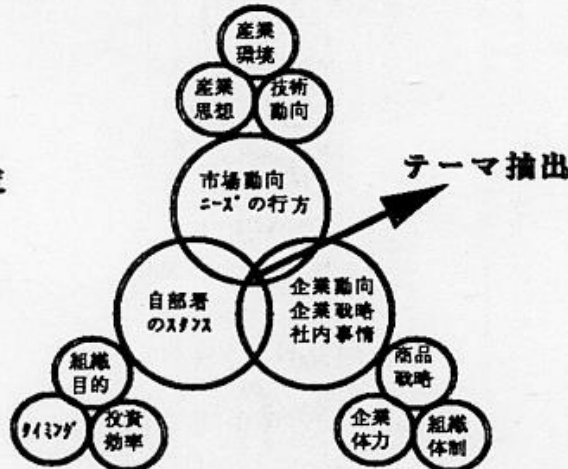 産業
環境
産業
思想
技術
動向
市場動向
ニーズの行方
テーマ抽出
自部署
のスタンス
企業動向
企業戦略
社内事情
組織
目的
タイミング
投資
効率
商品
戦略
企業
体力
組織
体制